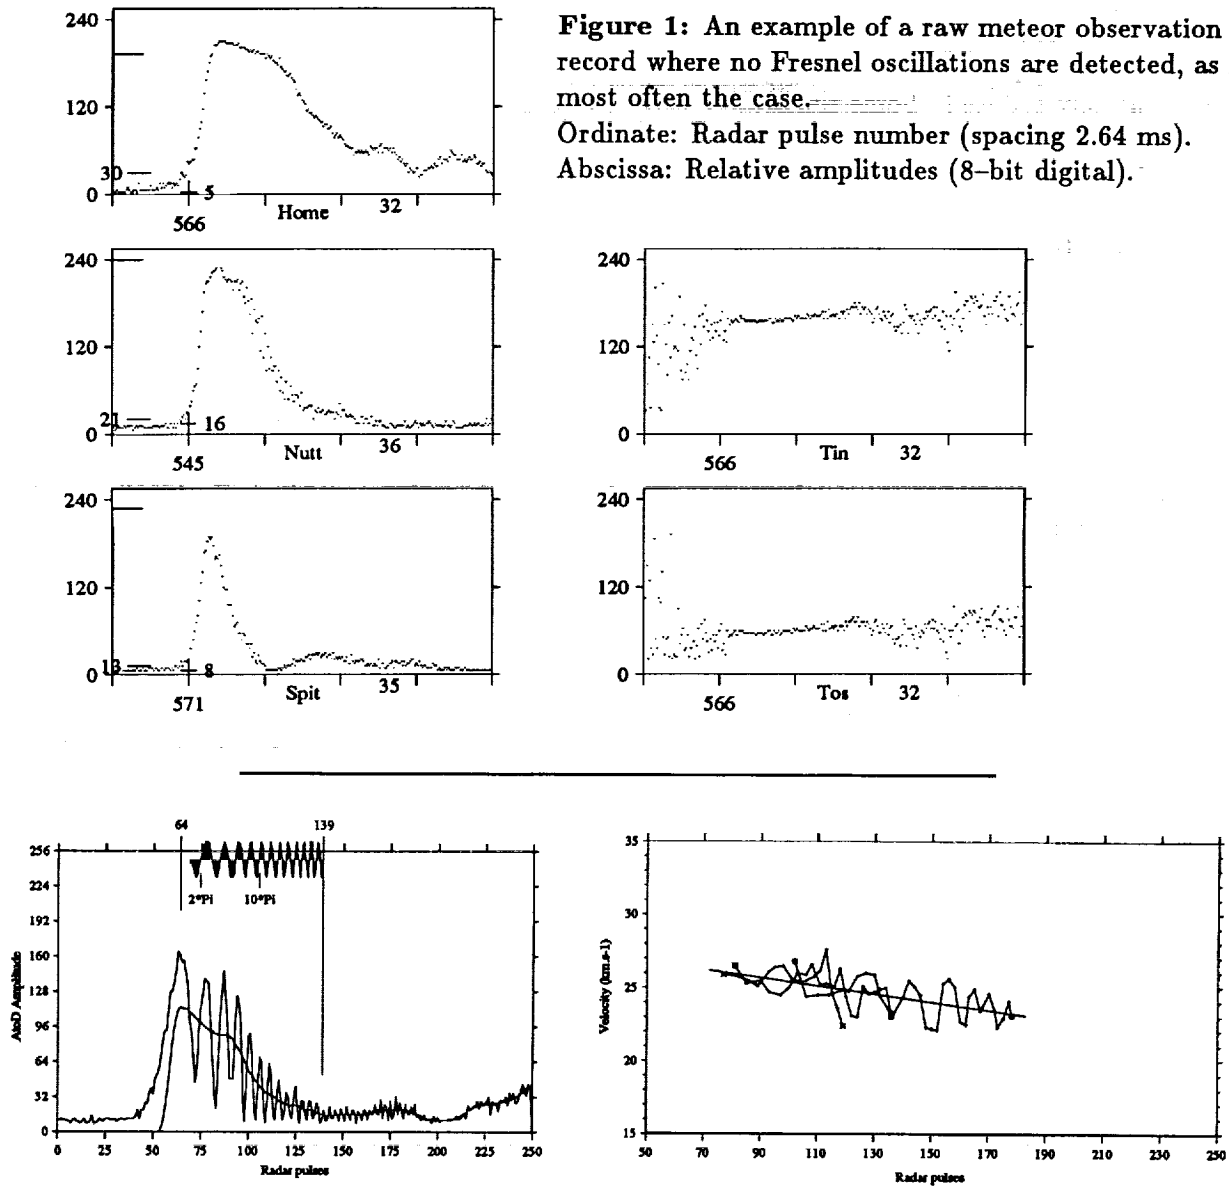 240
120
30
0
5
566
Home
32
Figure 1: An example of a raw meteor observation
record where no Fresnel oscillations are detected, as
most often the case.
Ordinate: Radar pulse number (spacing 2.64 ms).
Abscissa: Relative amplitudes (8–bit digital).
240
120
21
0
16
545
Nutt
36
240
120
0
566
Tin
32
240
120
13
0
8
571
Spit
35
240
120
0
566
Tos
32
64
139
256
224
192
160
128
96
64
32
0
2*Pi
10*Pi
AtoD Amplitude
0 25 50 75 100 125 150 175 200 225 250
Radar pulses
35
30
25
20
15
Velocity (km.s-1)
50 70 90 110 130 150 170 190 210 230 250
Radar pulses